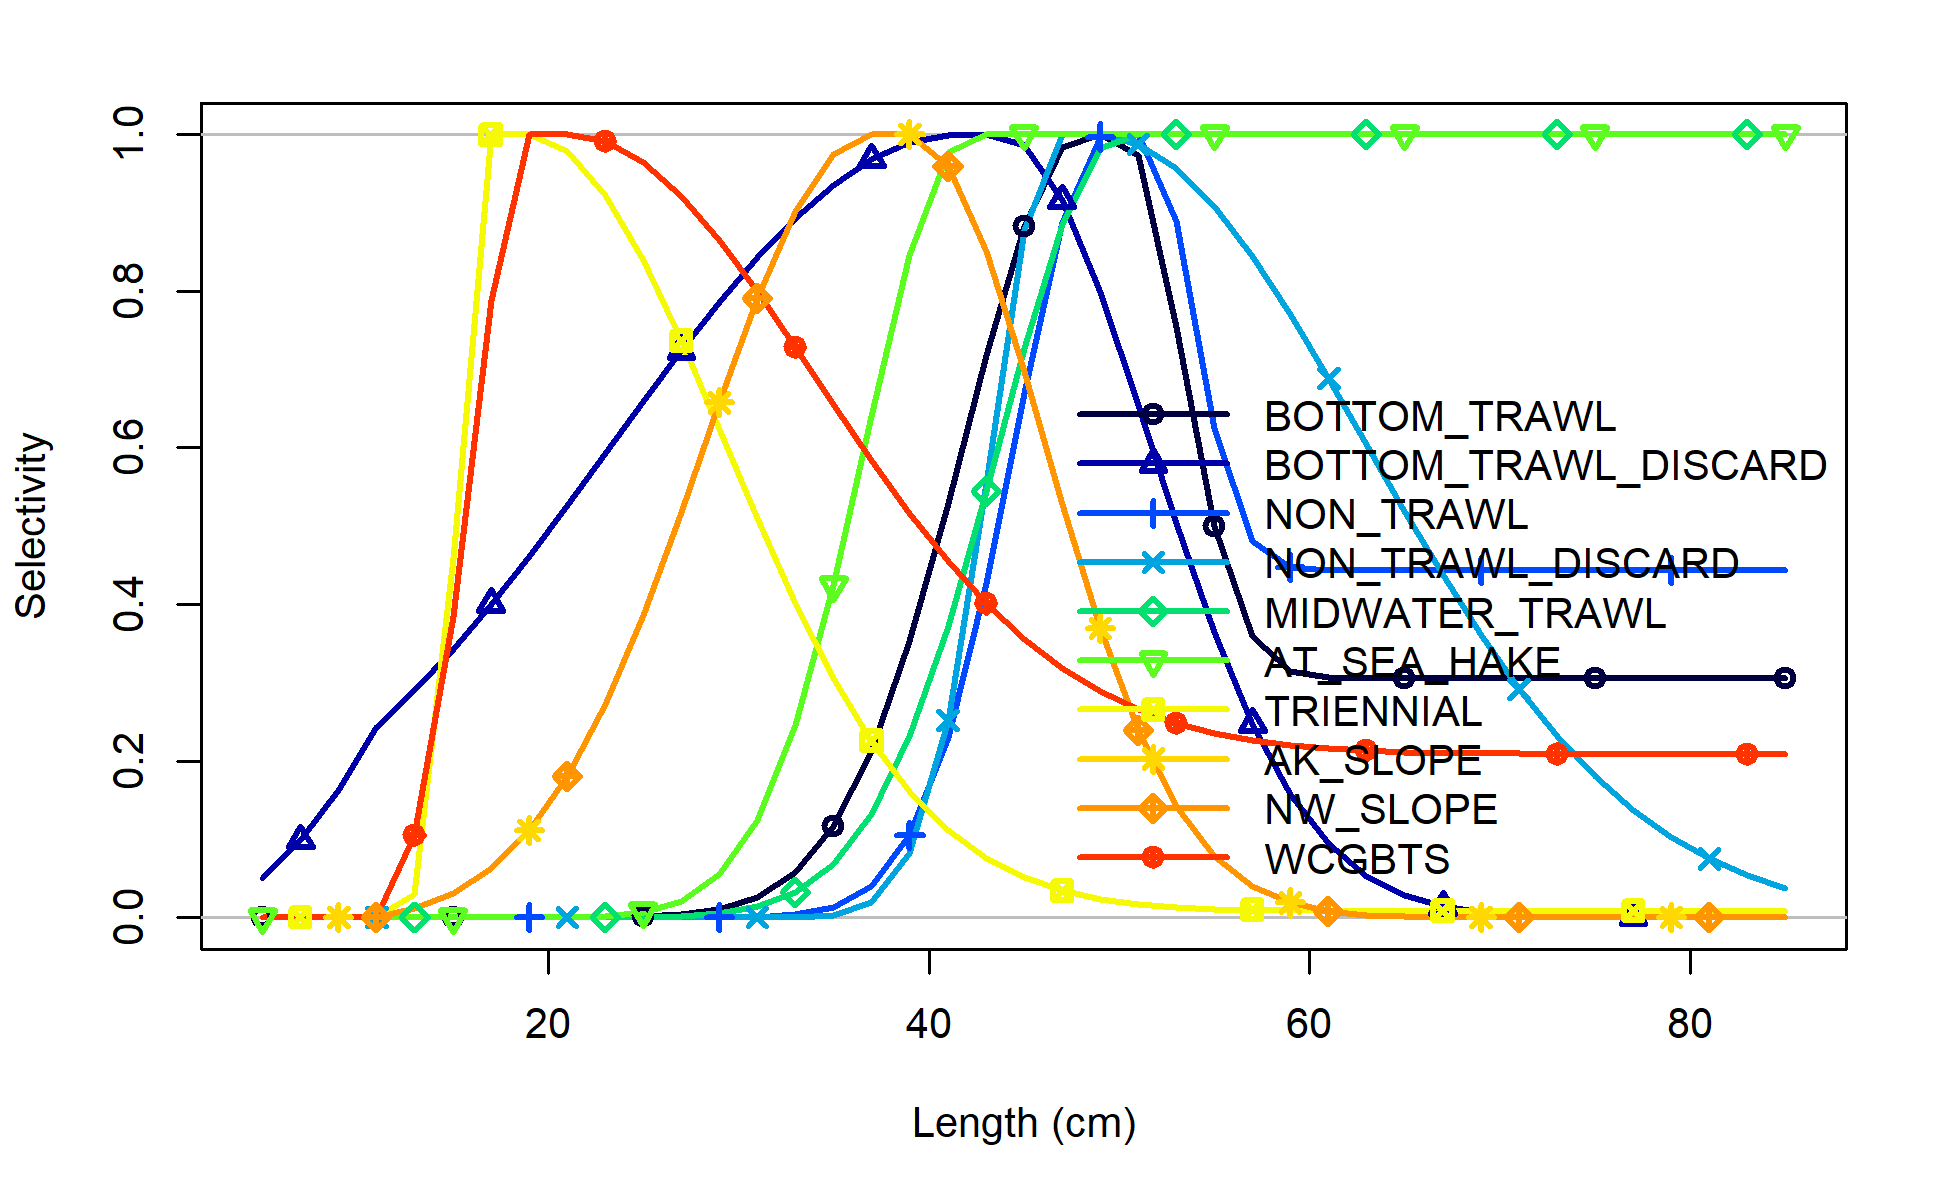 1.0
0.8
0.6
0.4
0.2
0.0
Selectivity
BOTTOM_TRAWL
BOTTOM_TRAWL_DISCARD
NON_TRAWL
NON_TRAWL_DISCARD
MIDWATER_TRAWL
AT_SEA_HAKE
TRIENNIAL
AK_SLOPE
NW_SLOPE
WCGBTS
20 40 60 80
Length (cm)